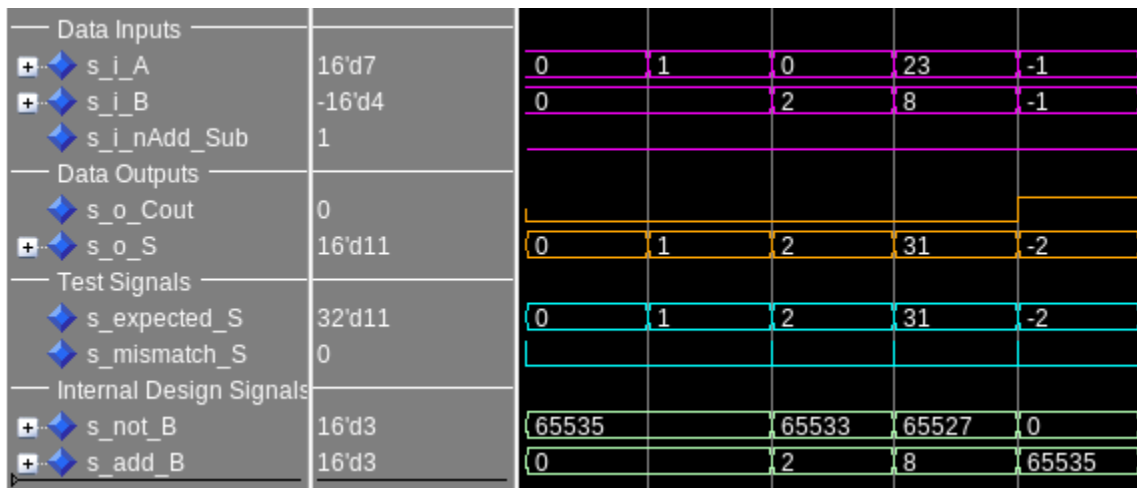 Data Inputs
s_i_A 16'd7 0 1 0 23 -1
s_i_B -16'd4 0 2 8 -1
s_i_nAdd_Sub 1
Data Outputs
s_o_Cout 0
s_o_S 16'd11 0 1 2 31 -2
Test Signals
s_expected_S 32'd11 0 1 2 31 -2
s_mismatch_S 0
Internal Design Signals
s_not_B 16'd3 65535 65533 65527 0
s_add_B 16'd3 0 2 8 65535